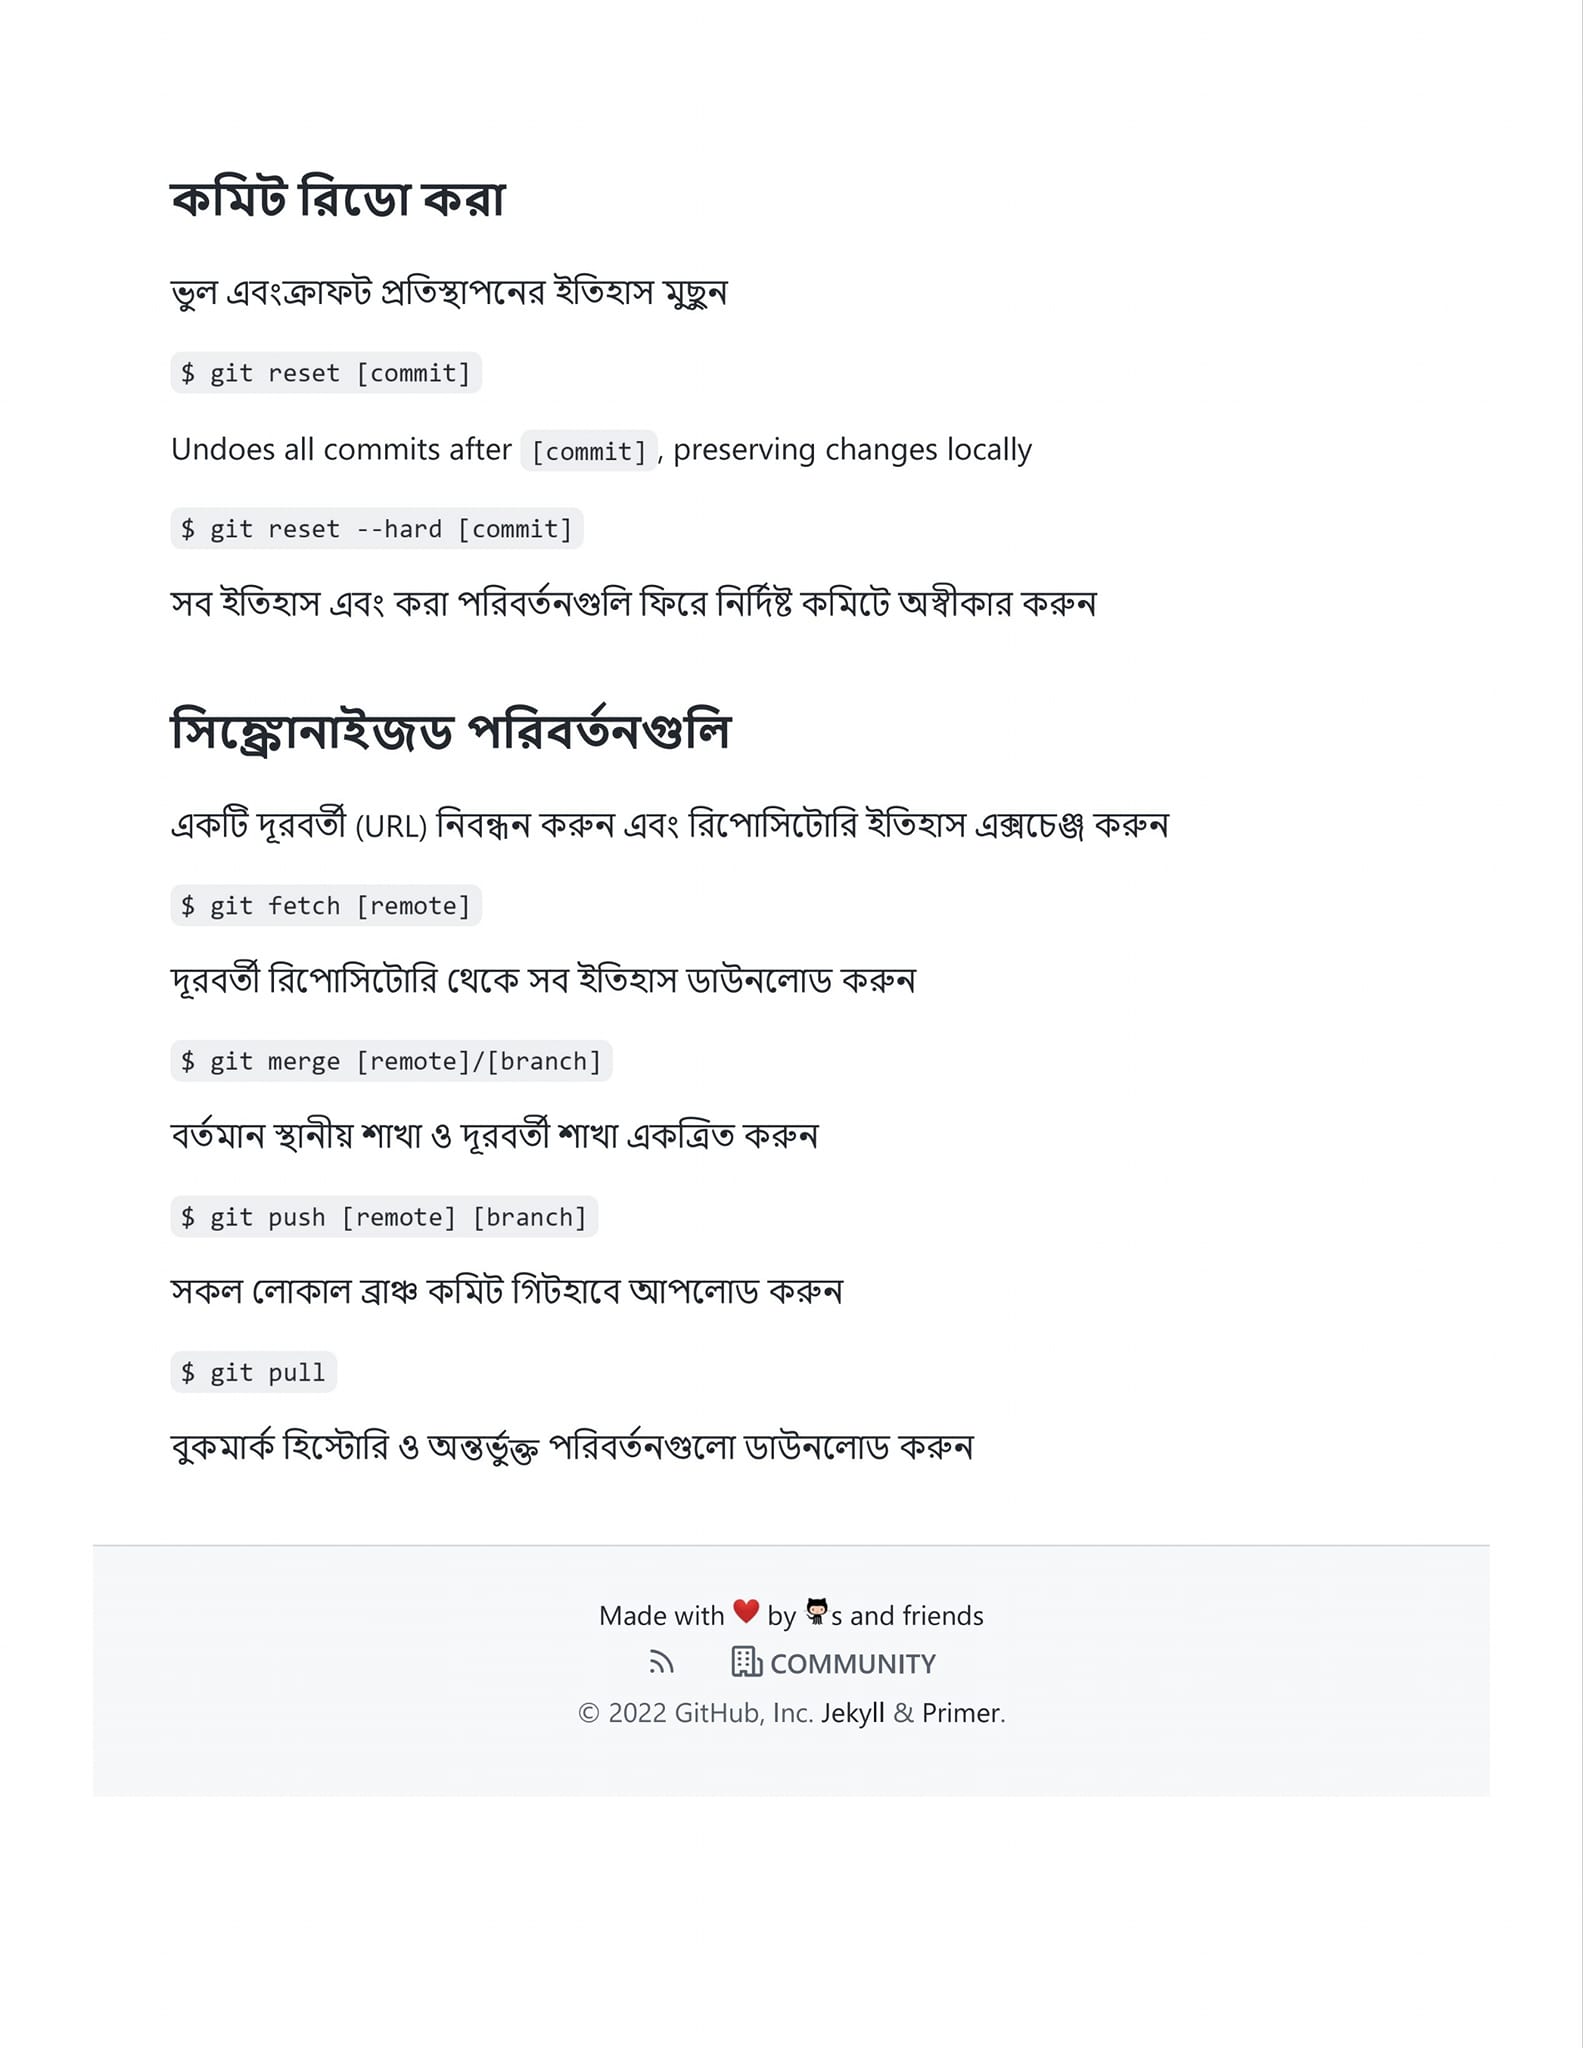 কমিট রিডো করা
ভুল এবংক্রাফট প্রতিস্থাপনের ইতিহাস মুছুন
$ git reset [commit]
Undoes all commits after [commit], preserving changes locally
$ git reset --hard [commit]
সব ইতিহাস এবং করা পরিবর্তনগুলি ফিরে নির্দিষ্ট কমিটে অস্বীকার করুন
সিঙ্ক্রোনাইজড পরিবর্তনগুলি
একটি দূরবর্তী (URL) নিবন্ধন করুন এবং রিপোসিটোরি ইতিহাস এক্সচেঞ্জ করুন
$ git fetch [remote]
দূরবর্তী রিপোসিটোরি থেকে সব ইতিহাস ডাউনলোড করুন
$ git merge [remote]/[branch]
বর্তমান স্থানীয় শাখা ও দূরবর্তী শাখা একত্রিত করুন
$ git push [remote] [branch]
সকল লোকাল ব্রাঞ্চ কমিট গিটহাবে আপলোড করুন
$ git pull
বুকমার্ক হিস্টোরি ও অন্তর্ভুক্ত পরিবর্তনগুলো ডাউনলোড করুন
Made with ❤️ by s and friends
COMMUNITY
© 2022 GitHub, Inc. Jekyll & Primer.